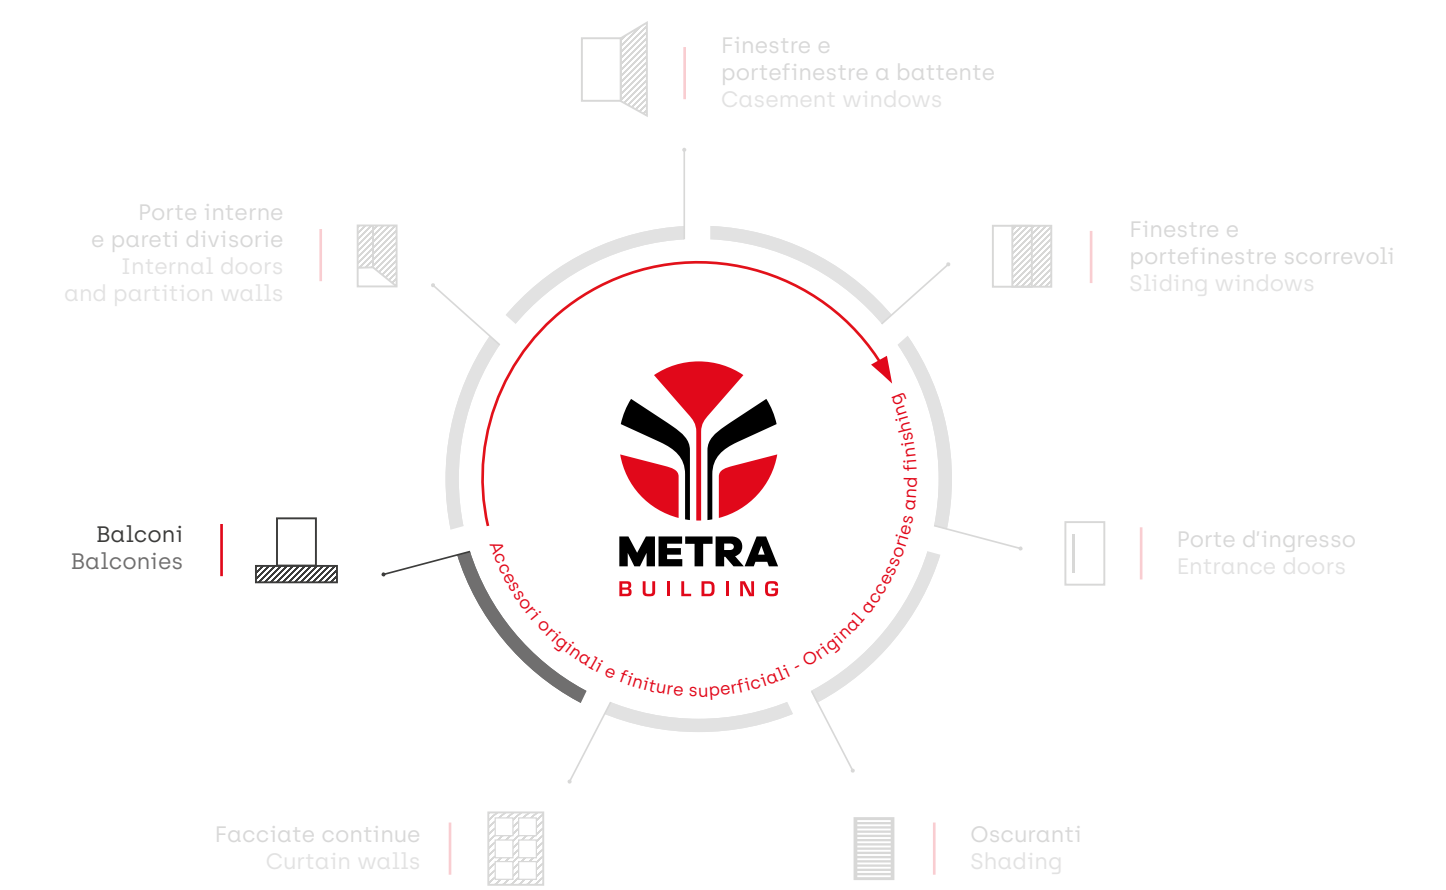 Finestre e
portefinestre a battente
Casement windows
Porte interne
e pareti divisorie
Internal doors
and partition walls
Finestre e
portefinestre scorrevoli
Sliding windows
METRA
BUILDING
Accessori originali e finiture superficiali - Original accessories and finishing
Balconi
Balconies
Porte d'ingresso
Entrance doors
Facciate continue
Curtain walls
Oscuranti
Shading